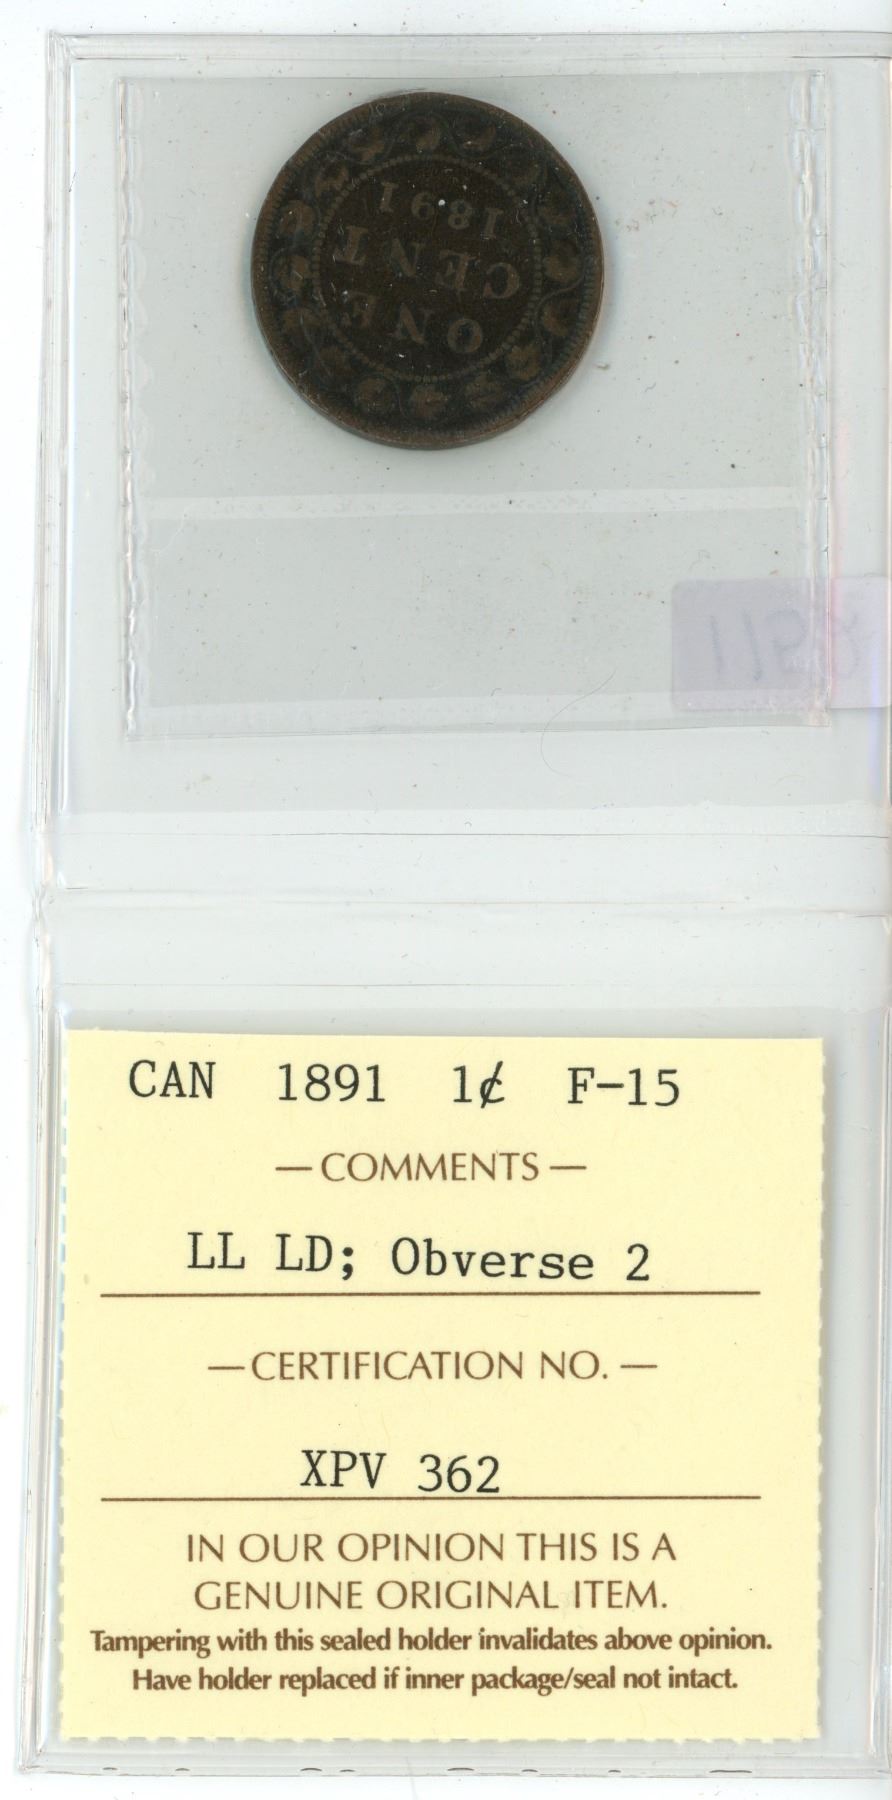 ONE
CENT
1891
CAN 1891 1¢ F-15
— COMMENTS —
LL LD; Obverse 2
— CERTIFICATION NO. —
XPV 362
IN OUR OPINION THIS IS A
GENUINE ORIGINAL ITEM.
Tampering with this sealed holder invalidates above opinion.
Have holder replaced if inner package/seal not intact.